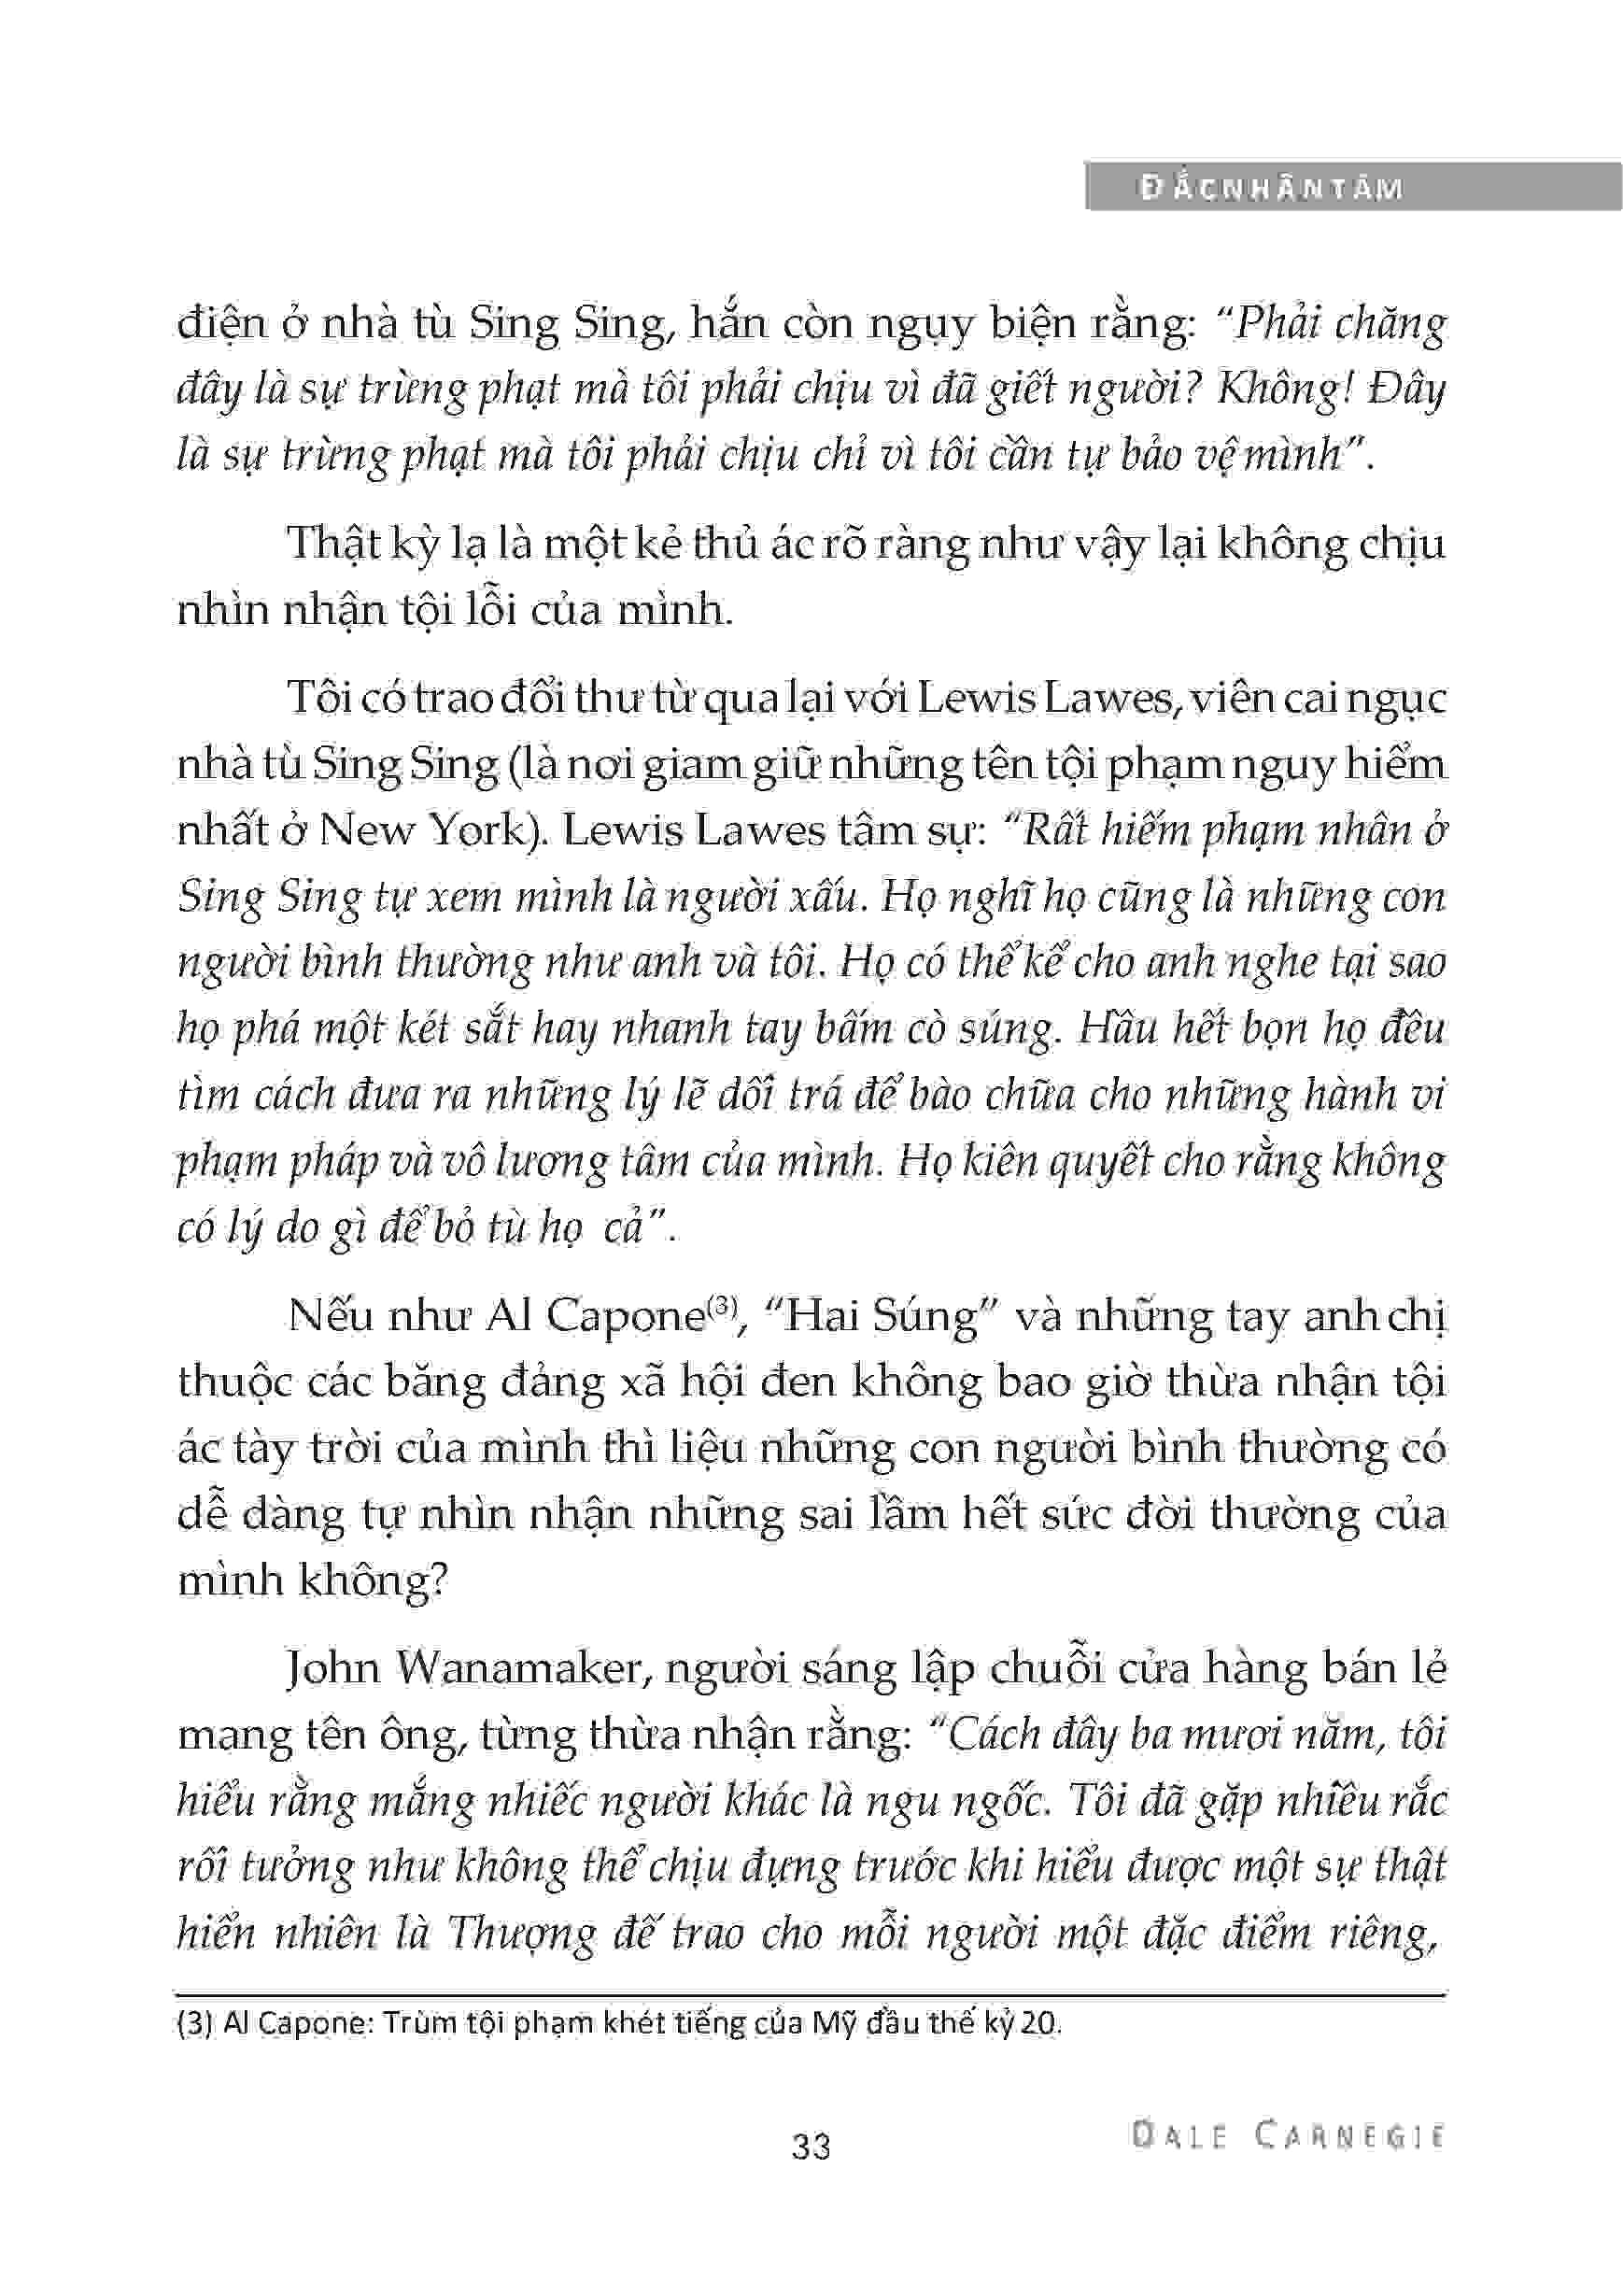 ĐẮCNHÂNTÂM
điện ở nhà tù Sing Sing, hắn còn ngụy biện rằng: “Phải chăng
đây là sự trừng phạt mà tôi phải chịu vì đã giết người? Không! Đây
là sự trừng phạt mà tôi phải chịu chỉ vì tôi cần tự bảo vệ mình”.
Thật kỳ lạ là một kẻ thủ ác rõ ràng như vậy lại không chịu
nhìn nhận tội lỗi của mình.
Tôi có trao đổi thư từ qua lại với Lewis Lawes, viên cai ngục
nhà tù Sing Sing (là nơi giam giữ những tên tội phạm nguy hiểm
nhất ở New York). Lewis Lawes tâm sự: “Rất hiếm phạm nhân ở
Sing Sing tự xem mình là người xấu. Họ nghĩ họ cũng là những con
người bình thường như anh và tôi. Họ có thể kể cho anh nghe tại sao
họ phá một két sắt hay nhanh tay bấm cò súng. Hầu hết bọn họ đều
tìm cách đưa ra những lý lẽ dối trá để bào chữa cho những hành vi
phạm pháp và vô lương tâm của mình. Họ kiên quyết cho rằng không
có lý do gì để bỏ tù họ cả”.
Nếu như Al Capone(3), “Hai Súng” và những tay anh chị
thuộc các băng đảng xã hội đen không bao giờ thừa nhận tội
ác tày trời của mình thì liệu những con người bình thường có
dễ dàng tự nhìn nhận những sai lầm hết sức đời thường của
mình không?
John Wanamaker, người sáng lập chuỗi cửa hàng bán lẻ
mang tên ông, từng thừa nhận rằng: “Cách đây ba mươi năm, tôi
hiểu rằng mắng nhiếc người khác là ngu ngốc. Tôi đã gặp nhiều rắc
rối tưởng như không thể chịu đựng trước khi hiểu được một sự thật
hiển nhiên là Thượng đế trao cho mỗi người một đặc điểm riêng,
(3) Al Capone: Trùm tội phạm khét tiếng của Mỹ đầu thế kỷ 20.
33
DALE CARNEGIE